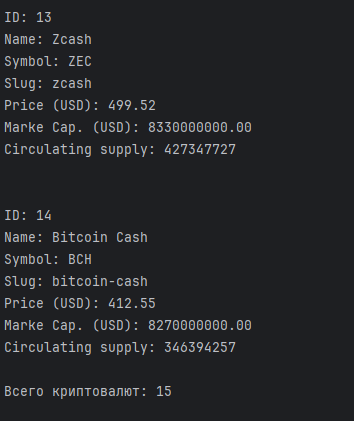 ID: 13
Name: Zcash
Symbol: ZEC
Slug: zcash
Price (USD): 499.52
Marke Cap. (USD): 8330000000.00
Circulating supply: 427347727
ID: 14
Name: Bitcoin Cash
Symbol: BCH
Slug: bitcoin-cash
Price (USD): 412.55
Marke Cap. (USD): 8270000000.00
Circulating supply: 346394257
Всего криптовалют: 15